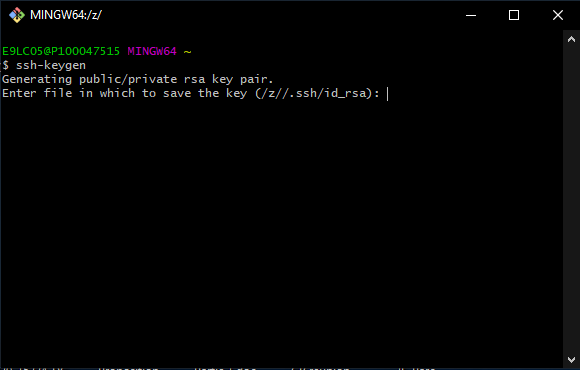 MINGW64:/z/
E9LC05@P100047515 MINGW64 ~
$ ssh-keygen
Generating public/private rsa key pair.
Enter file in which to save the key (/z//.ssh/id_rsa):